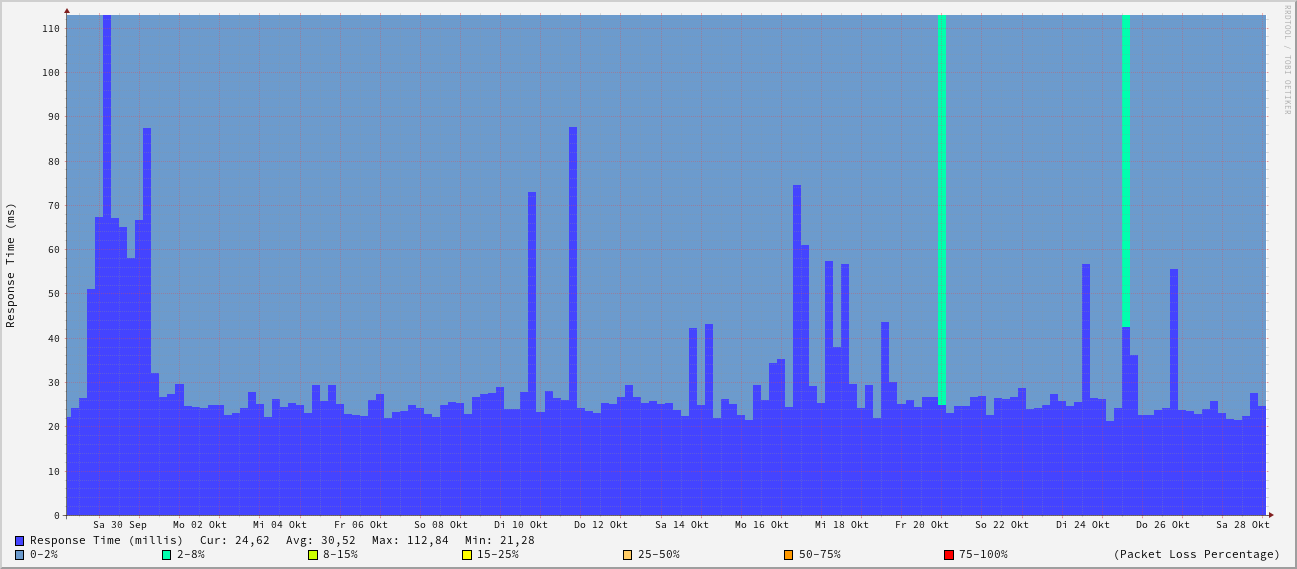 RRDTOOL / TOBI OETIKER
Response Time (ms)
110
100
90
80
70
60
50
40
30
20
10
0
Sa 30 Sep Mo 02 Okt Mi 04 Okt Fr 06 Okt So 08 Okt Di 10 Okt Do 12 Okt Sa 14 Okt Mo 16 Okt Mi 18 Okt Fr 20 Okt So 22 Okt Di 24 Okt Do 26 Okt Sa 28 Okt
Response Time (millis) Cur: 24,62 Avg: 30,52 Max: 112,84 Min: 21,28
0-2% 2-8% 8-15% 15-25% 25-50% 50-75% 75-100% (Packet Loss Percentage)